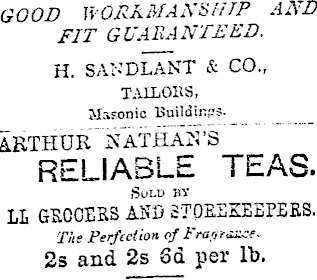 GOOD WORKMANSHIP AND
FIT GUARANTEED.
H. SANDLANT & CO.,
TAILORS,
Masonic Buildings.
ARTHUR NATHAN'S
RELIABLE TEAS.
SOLD BY
LL GROCERS AND STOREKEEPERS.
The Perfection of Fragrance.
2s and 2s 6d per lb.